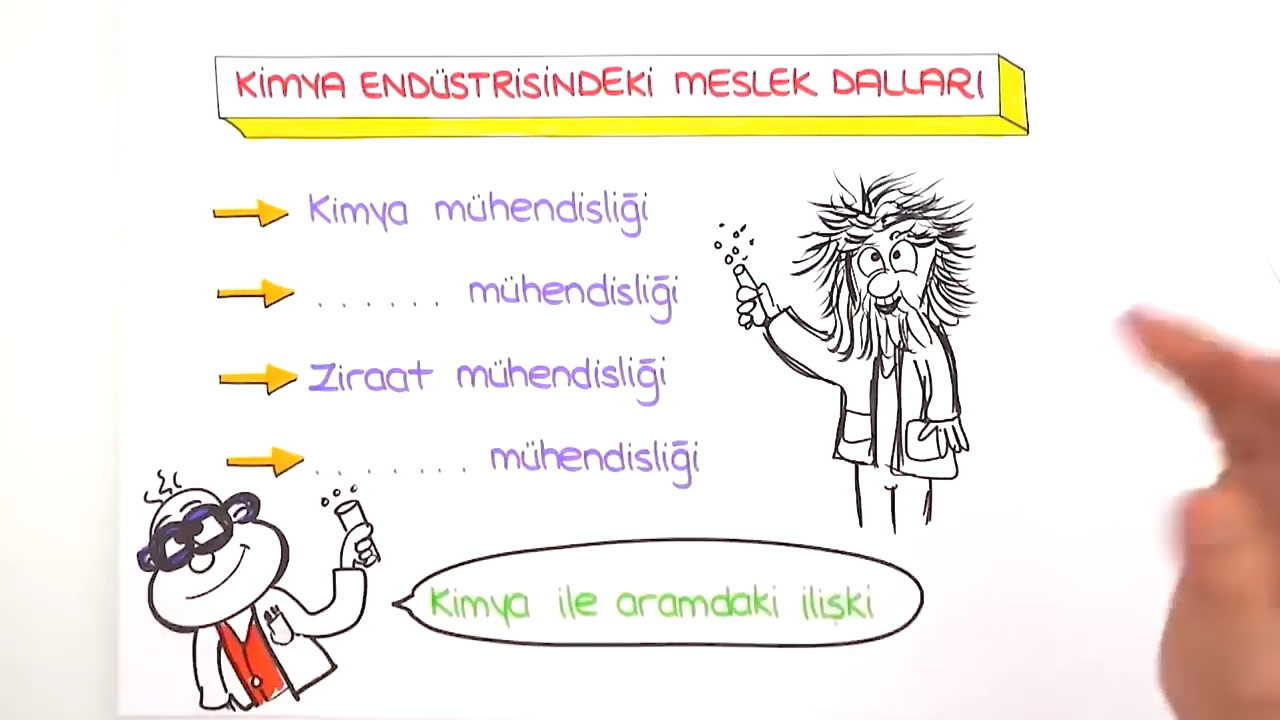 KİMYA ENDÜSTRİSİNDEKİ MESLEK DALLARI
Kimya mühendisliği
...... mühendisliği
Ziraat mühendisliği
........ mühendisliği
Kimya ile aramdaki ilişki